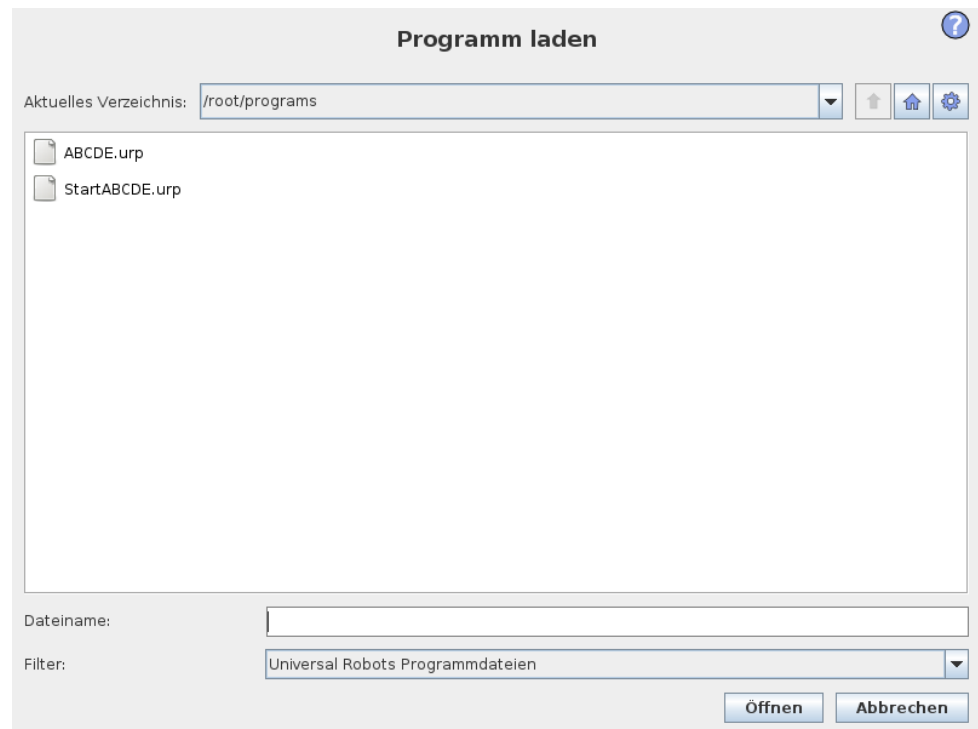 Programm laden
?
Aktuelles Verzeichnis: /root/programs
ABCDE.urp
StartABCDE.urp
Dateiname:
Filter: Universal Robots Programmdateien
Öffnen Abbrechen